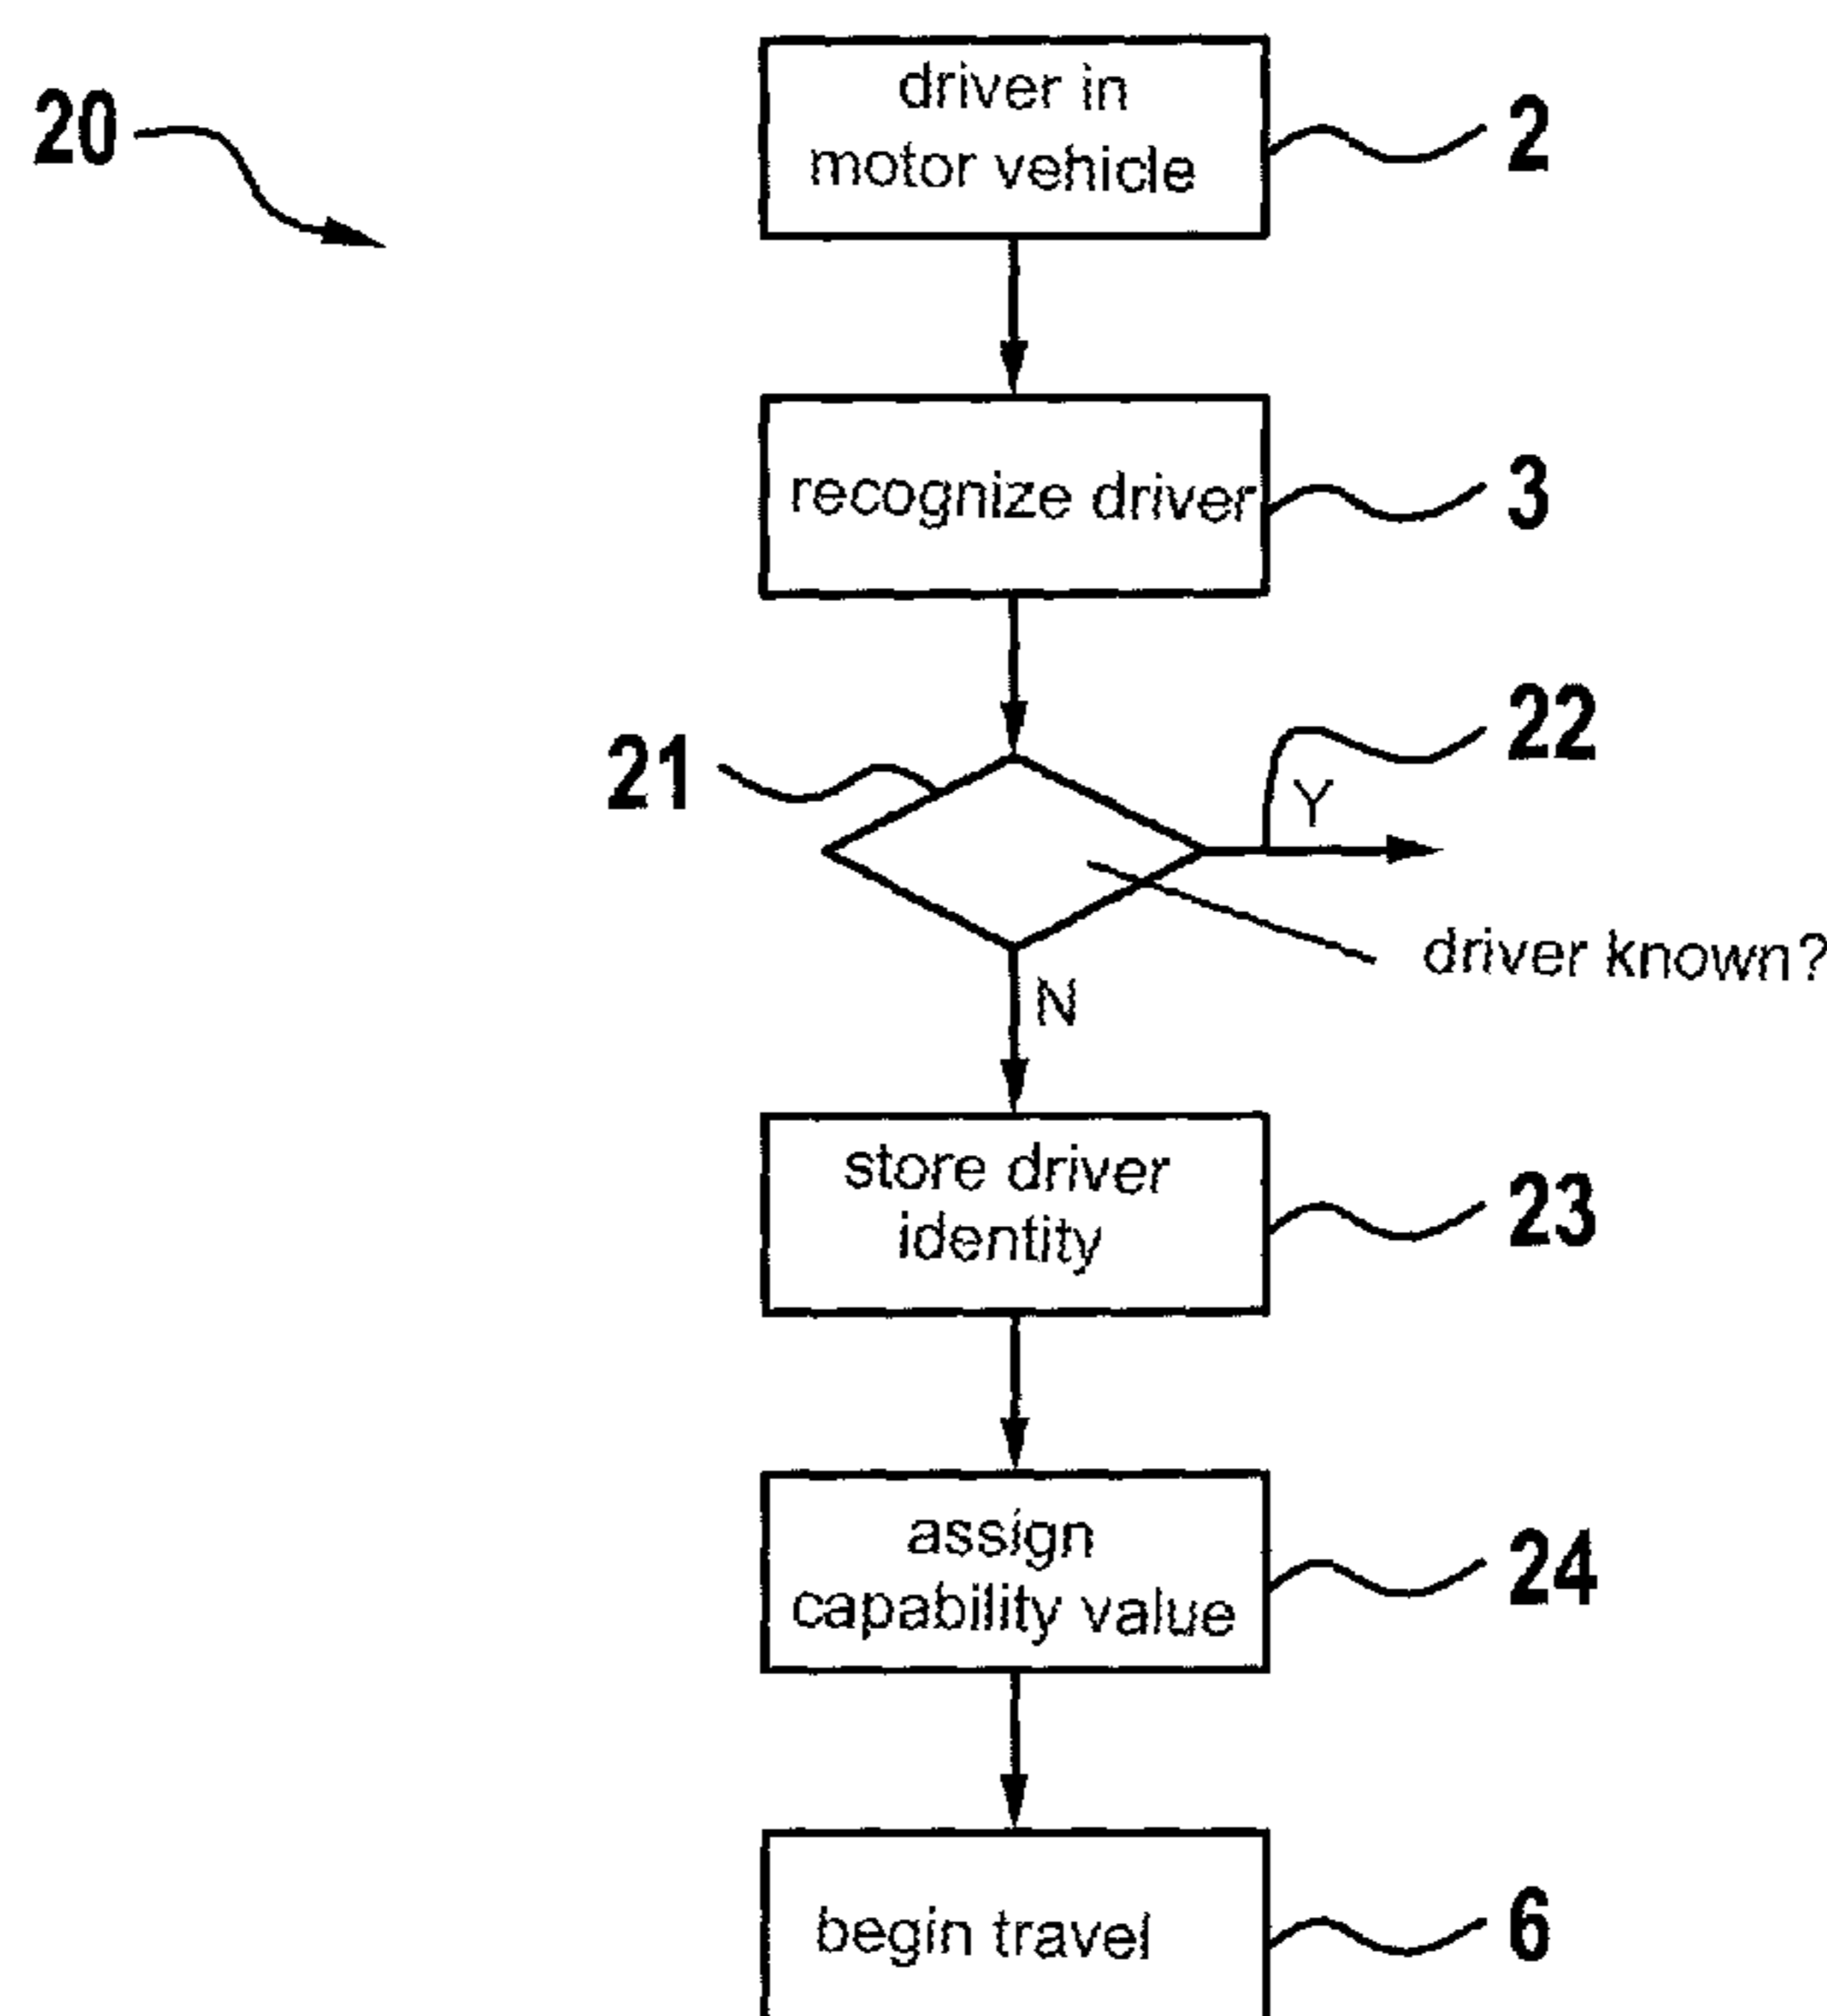 20
driver in
motor vehicle
2
recognize driver
3
21
22
Y
driver known?
N
store driver
identity
23
assign
capability value
24
begin travel
6